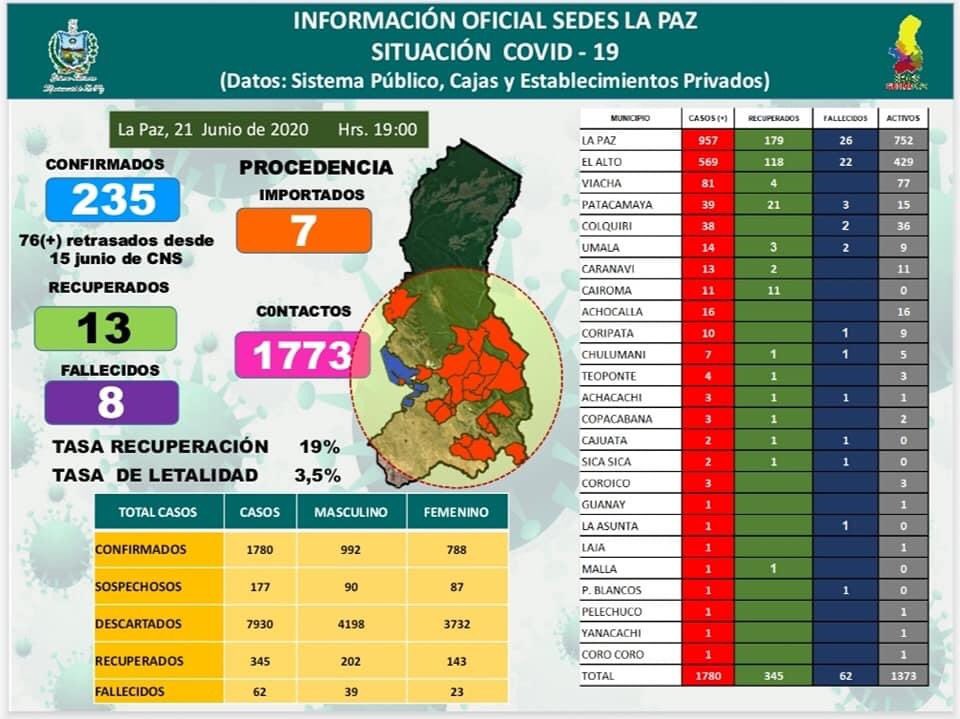 INFORMACIÓN OFICIAL SEDES LA PAZ
SITUACIÓN COVID - 19
(Datos: Sistema Público, Cajas y Establecimientos Privados)
La Paz, 21 Junio de 2020 Hrs. 19:00
CONFIRMADOS
235
76(+) retrasados desde
15 junio de CNS
RECUPERADOS
13
FALLECIDOS
8
PROCEDENCIA
IMPORTADOS
7
C0NTACTOS
1773
TASA RECUPERACIÓN 19%
TASA DE LETALIDAD 3,5%
TOTAL CASOS CASOS MASCULINO FEMENINO
CONFIRMADOS 1780 992 788
SOSPECHOSOS 177 90 87
DESCARTADOS 7930 4198 3732
RECUPERADOS 345 202 143
FALLECIDOS 62 39 23
MUNICIPIO CASOS (+) RECUPERADOS FALLECIDOS ACTIVOS
LA PAZ 957 179 26 752
EL ALTO 569 118 22 429
VIACHA 81 4 77
PATACAMAYA 39 21 3 15
COLQUIRI 38 2 36
UMALA 14 3 2 9
CARANAVI 13 2 11
CAIROMA 11 11 0
ACHOCALLA 16 16
CORIPATA 10 1 9
CHULUMANI 7 1 1 5
TEOPONTE 4 1 3
ACHACACHI 3 1 1 1
COPACABANA 3 1 2
CAJUATA 2 1 1 0
SICA SICA 2 1 1 0
COROICO 3 3
GUANAY 1 1
LA ASUNTA 1 1 0
LAJA 1 1
MALLA 1 1 0
P. BLANCOS 1 1 0
PELECHUCO 1 1
YANACACHI 1 1
CORO CORO 1 1
TOTAL 1780 345 62 1373